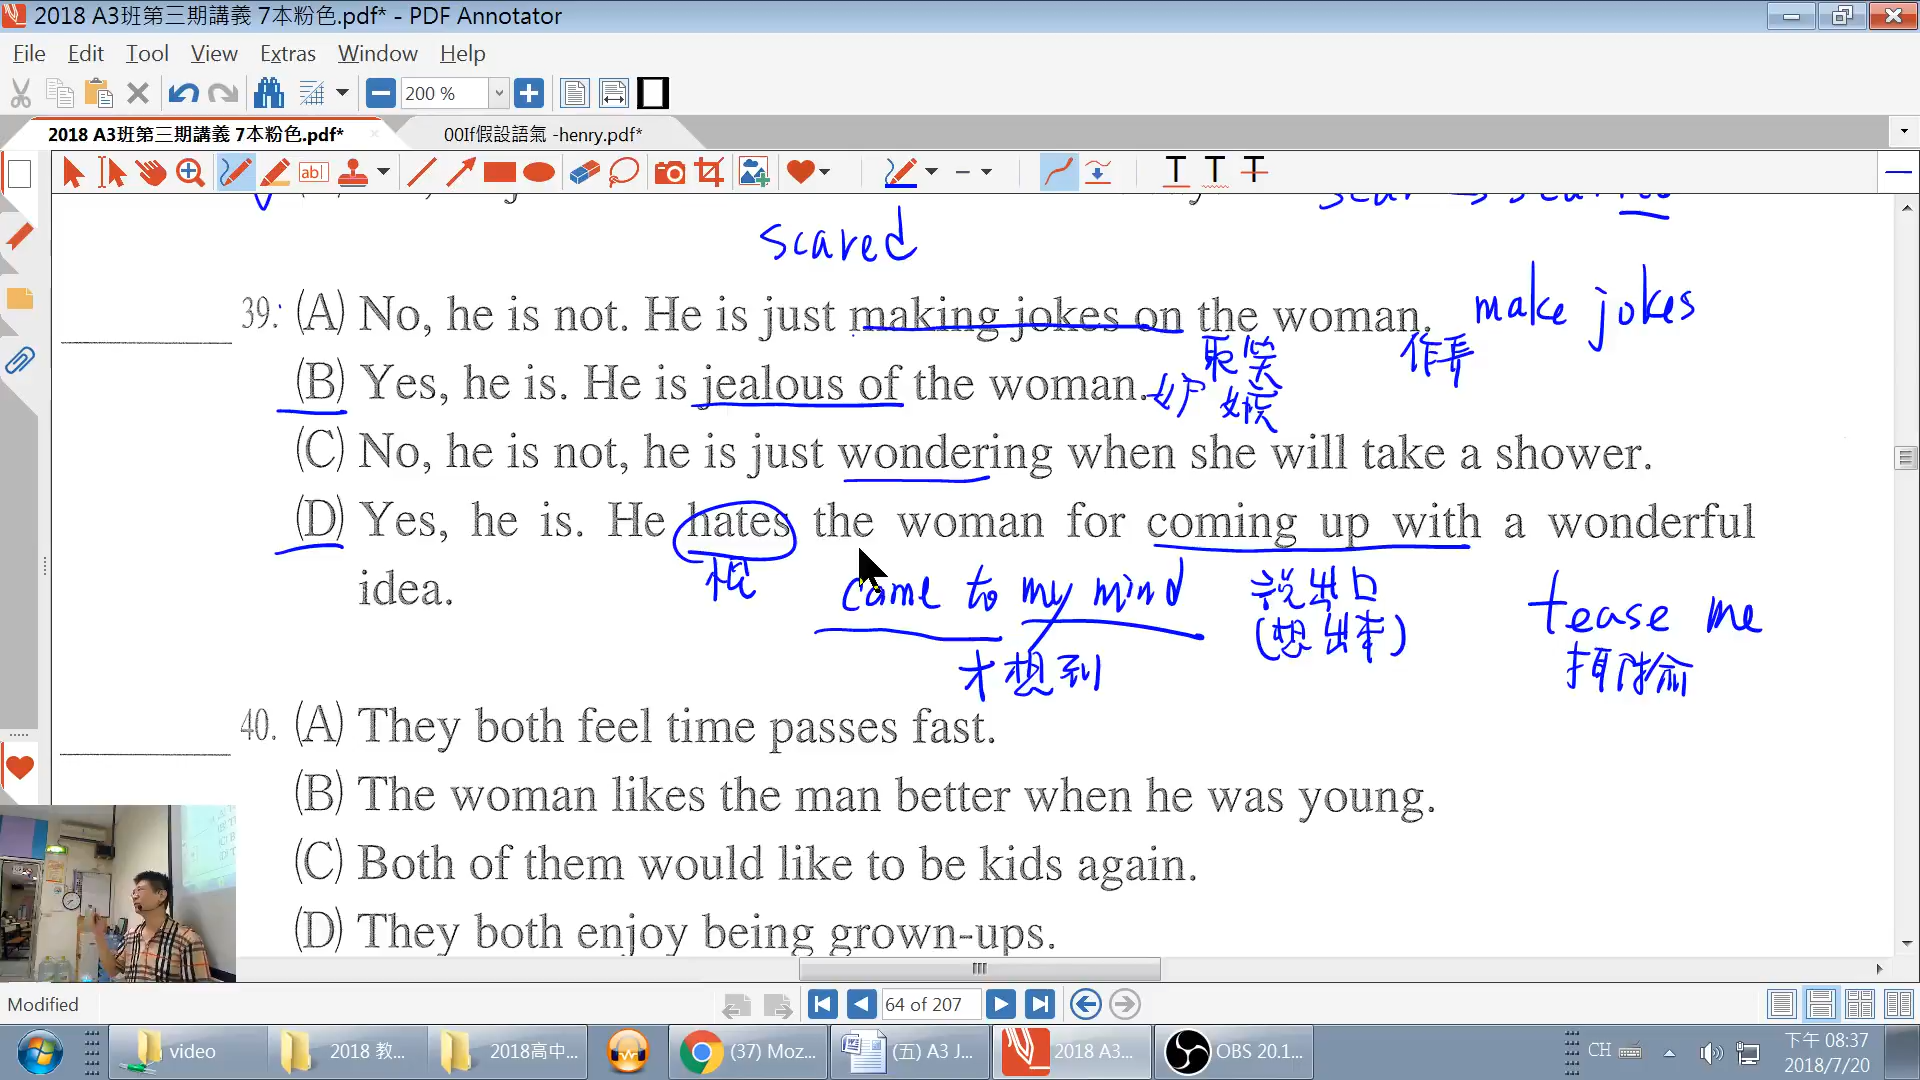 2018 A3班第三期講義 7本粉色.pdf* - PDF Annotator
File Edit Tool View Extras Window Help
200 %
2018 A3班第三期講義 7本粉色.pdf*
00If假設語氣 -henry.pdf*
scared
39. (A) No, he is not. He is just making jokes on the woman. make jokes
取笑 作弄
(B) Yes, he is. He is jealous of the woman. 妒嫉
(C) No, he is not, he is just wondering when she will take a shower.
(D) Yes, he is. He hates the woman for coming up with a wonderful
idea.
恨
came to my mind
才想到
說出口
(想出來)
tease me
40. (A) They both feel time passes fast.
(B) The woman likes the man better when he was young.
(C) Both of them would like to be kids again.
(D) They both enjoy being grown-ups.
Modified
64 of 207
video
2018 教...
2018高中...
(37) Moz...
(五) A3 J...
2018 A3...
OBS 20.1...
CH
下午 08:37
2018/7/20